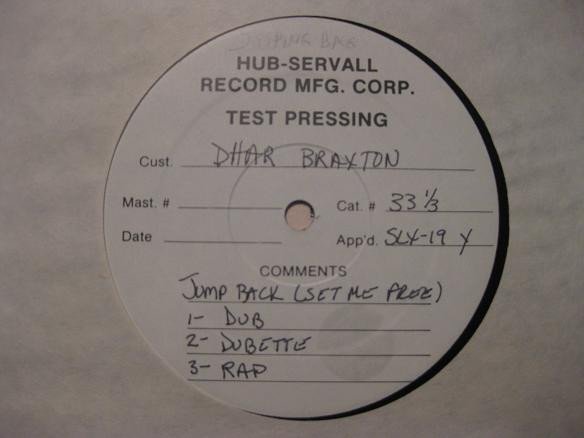 HUB-SERVALL
RECORD MFG. CORP.
TEST PRESSING
Cust. DHAR BRAXTON
Mast. # Cat. # 33 1/3
Date App'd. SLX-19 Y
COMMENTS
JUMP BACK (SET ME FREE)
1- DUB
2- DUBETTE
3- RAP